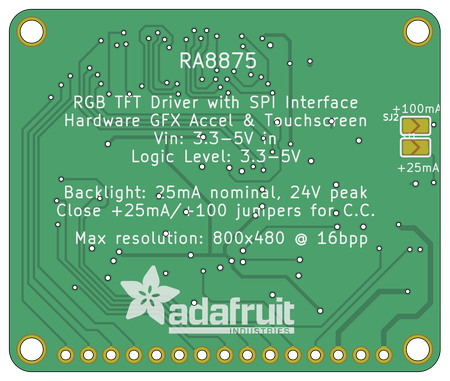 RA8875
RGB TFT Driver with SPI Interface
Hardware GFX Accel & Touchscreen
Vin: 3.3-5V in
Logic Level: 3.3-5V
+100mA
SJ2
+25mA
Backlight: 25mA nominal, 24V peak
Close +25mA/+100 jumpers for C.C.
Max resolution: 800x480 @ 16bpp
adafruit
INDUSTRIES